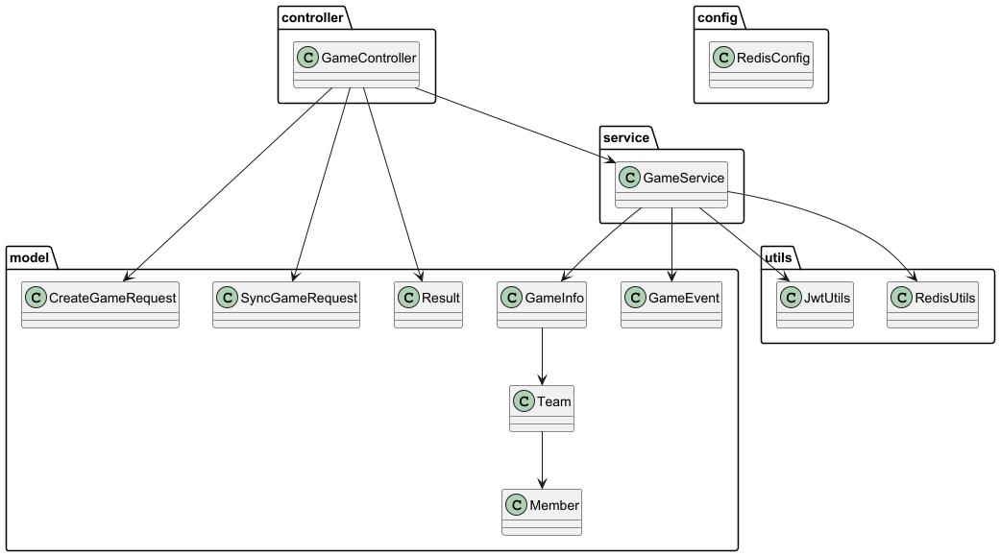 controller
C GameController
config
C RedisConfig
service
C GameService
model
C CreateGameRequest
C SyncGameRequest
C Result
C GameInfo
C GameEvent
C Team
C Member
utils
C JwtUtils
C RedisUtils